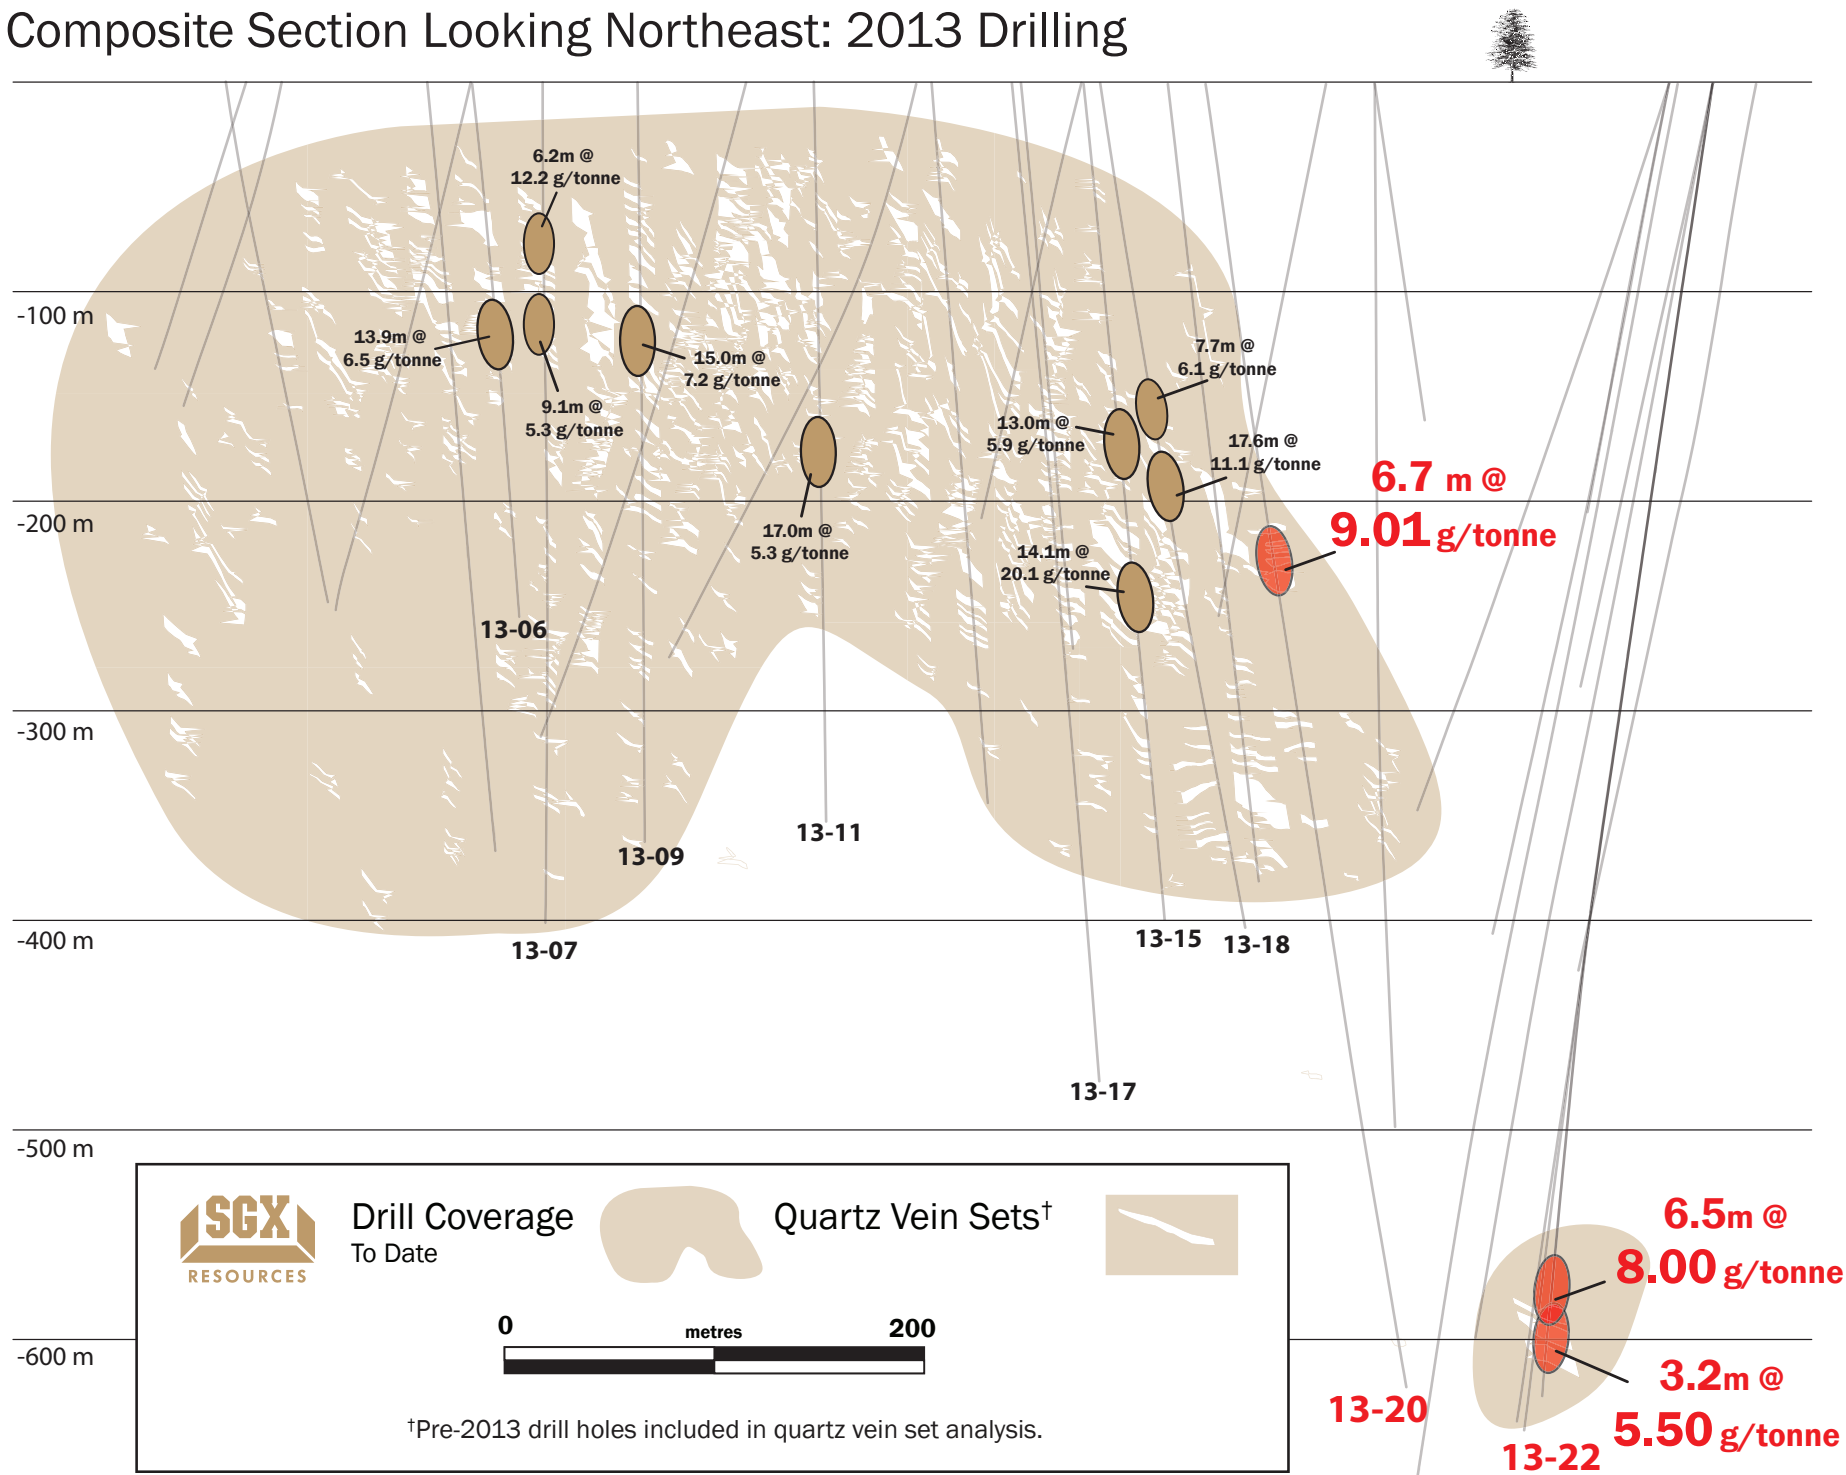 Composite Section Looking Northeast: 2013 Drilling
6.2m @
12.2 g/tonne
-100 m
13.9m @
6.5 g/tonne
15.0m @
7.2 g/tonne
9.1m @
5.3 g/tonne
7.7m @
6.1 g/tonne
13.0m @
5.9 g/tonne
17.6m @
11.1 g/tonne
6.7 m @
9.01 g/tonne
-200 m
17.0m @
5.3 g/tonne
14.1m @
20.1 g/tonne
13-06
-300 m
13-11
13-09
-400 m
13-07
13-15
13-18
13-17
-500 m
SGX
RESOURCES
Drill Coverage
To Date
Quartz Vein Sets†
6.5m @
8.00 g/tonne
0
metres
200
-600 m
3.2m @
5.50 g/tonne
13-20
13-22
†Pre-2013 drill holes included in quartz vein set analysis.